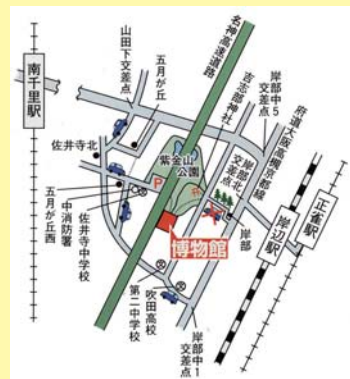 名神高速道路
山田下交差点
五月が丘
南千里駅
佐井寺北
紫金山
公園
吉志部神社
岸部中5
交差点
府道大阪高槻京都線
岸部北
交差点
正雀駅
岸辺駅
P
P
五月が丘西
中消防署
佐井寺中学校
博物館
岸部
第二中学校
吹田高校
岸部中1
交差点